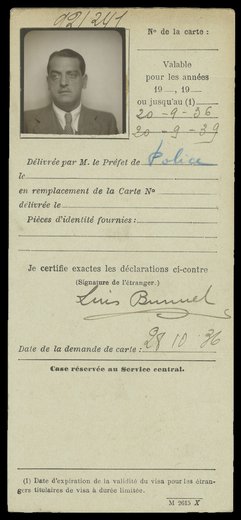 92/241
Nº de la carte :
Valable
pour les années
19 , 19
ou jusqu'au (1)
20 - 9 - 36
20 - 9 - 39
Délivrée par M. le Préfet de Police
le
en remplacement de la Carte Nº
délivrée le
Pièces d'identité fournies :
Je certifie exactes les déclarations ci-contre
(Signature de l'étranger.)
Luis Bunuel
Date de la demande de carte : 28 10 36
Case réservée au Service central.
(1) Date d'expiration de la validité du visa pour les étran-
gers titulaires de visa à durée limitée.
M 2615 X